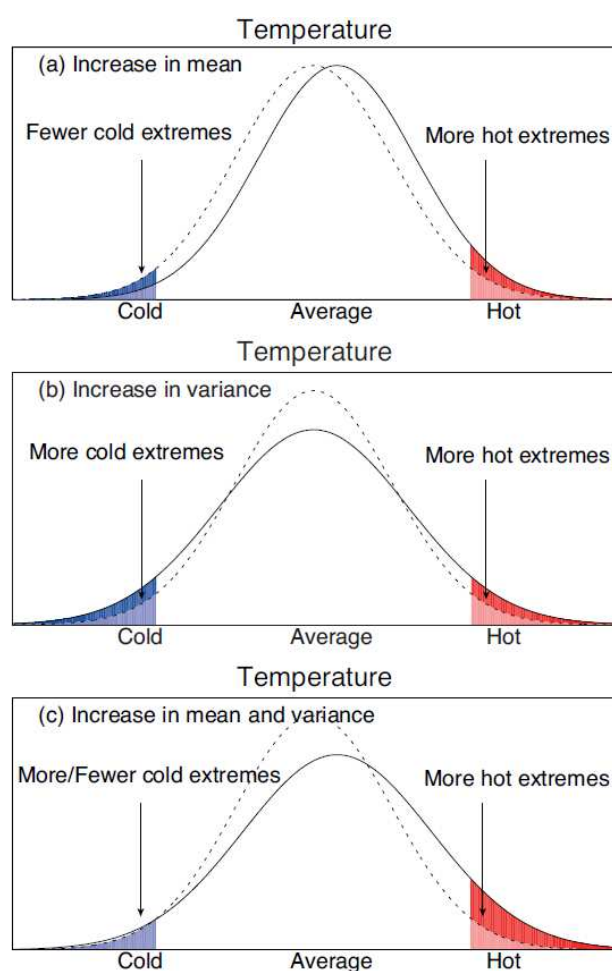 Temperature
(a) Increase in mean
Fewer cold extremes
More hot extremes
Cold
Average
Hot
Temperature
(b) Increase in variance
More cold extremes
More hot extremes
Cold
Average
Hot
Temperature
(c) Increase in mean and variance
More/Fewer cold extremes
More hot extremes
Cold
Average
Hot